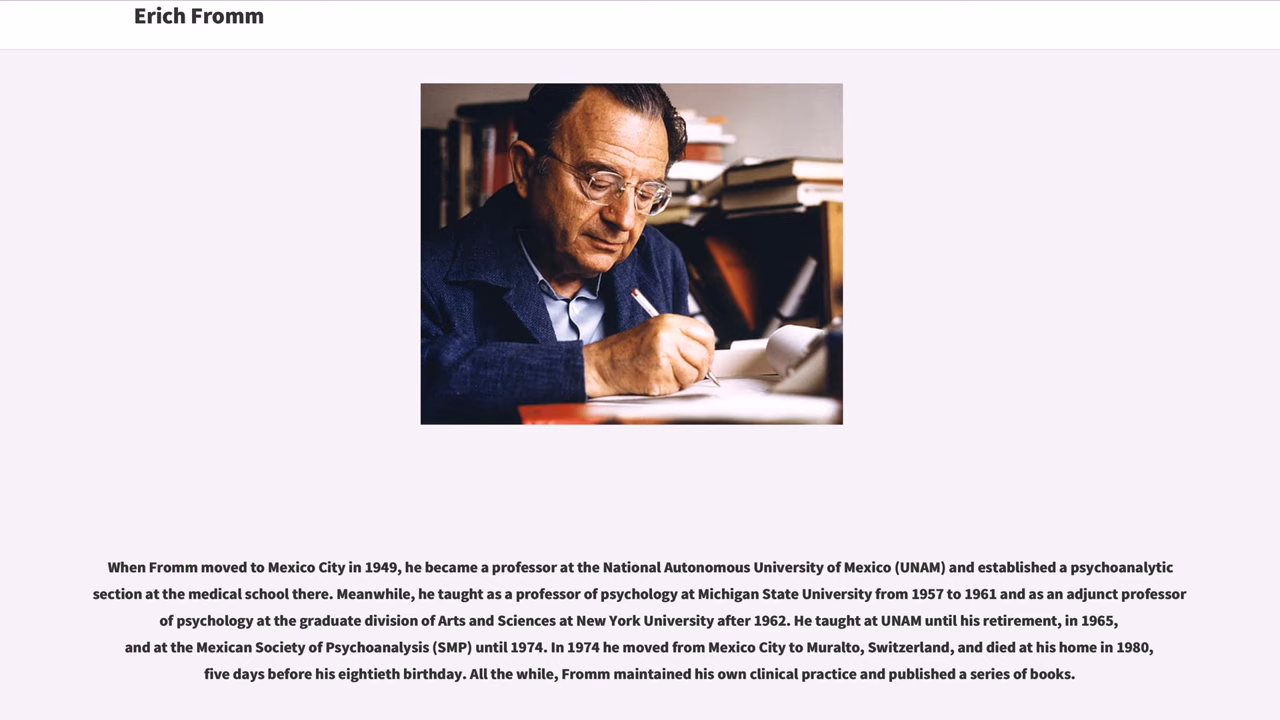 Erich Fromm
When Fromm moved to Mexico City in 1949, he became a professor at the National Autonomous University of Mexico (UNAM) and established a psychoanalytic
section at the medical school there. Meanwhile, he taught as a professor of psychology at Michigan State University from 1957 to 1961 and as an adjunct professor
of psychology at the graduate division of Arts and Sciences at New York University after 1962. He taught at UNAM until his retirement, in 1965,
and at the Mexican Society of Psychoanalysis (SMP) until 1974. In 1974 he moved from Mexico City to Muralto, Switzerland, and died at his home in 1980,
five days before his eightieth birthday. All the while, Fromm maintained his own clinical practice and published a series of books.